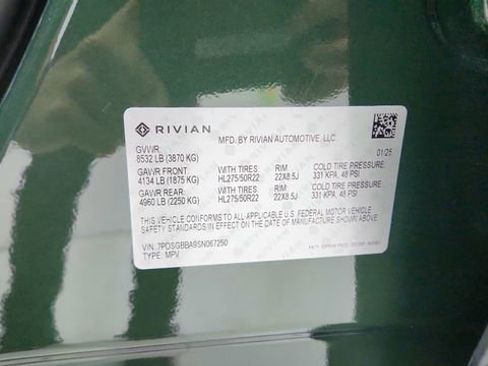 RIVIAN
MFD. BY RIVIAN AUTOMOTIVE, LLC
01/25
GVWR
8532 LB (3870 KG)
GAWR FRONT WITH TIRES RIM COLD TIRE PRESSURE
4134 LB (1875 KG) HL275/50R22 22X8.5J 331 KPA, 48 PSI
GAWR REAR WITH TIRES RIM COLD TIRE PRESSURE
4960 LB (2250 KG) HL275/50R22 22X8.5J 331 KPA, 48 PSI
THIS VEHICLE CONFORMS TO ALL APPLICABLE U.S. FEDERAL MOTOR VEHICLE
SAFETY STANDARDS IN EFFECT ON THE DATE OF MANUFACTURE SHOWN ABOVE.
VIN: 7PDSGBBA9SN067250
TYPE: MPV